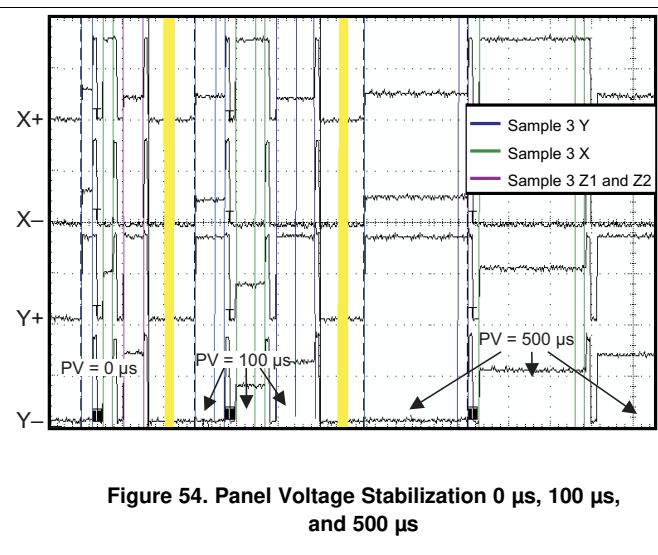 X+
Sample 3 Y
Sample 3 X
Sample 3 Z1 and Z2
X–
Y+
PV = 0 µs
PV = 100 µs
PV = 500 µs
Y–
Figure 54. Panel Voltage Stabilization 0 µs, 100 µs,
and 500 µs